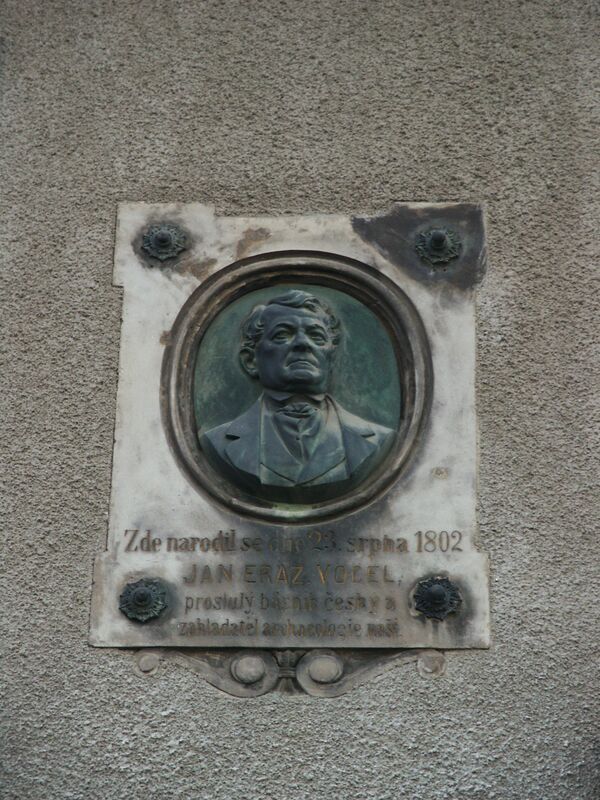 Zde narodil se dne 23. srpna 1802
JAN ERAZ. VOCEL,
proslulý básník český a
zakladatel archaeologie naší.